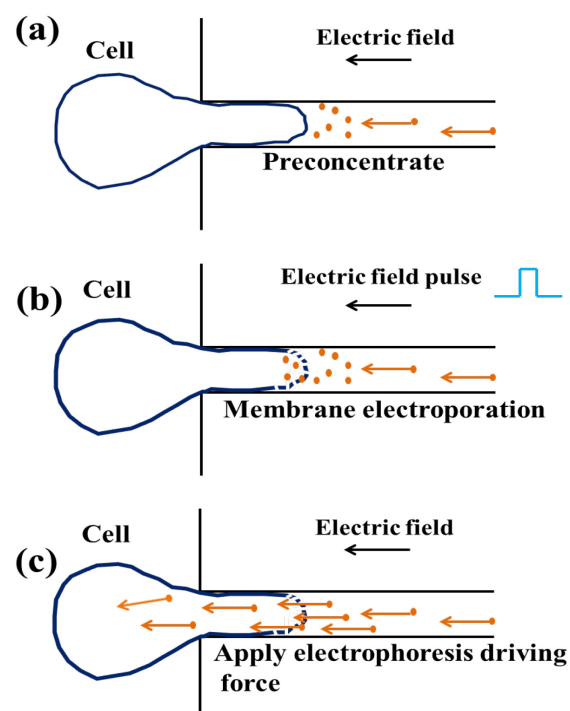 (a)
Cell
Electric field
Preconcentrate
(b)
Cell
Electric field pulse
Membrane electroporation
(c)
Cell
Electric field
Apply electrophoresis driving
force